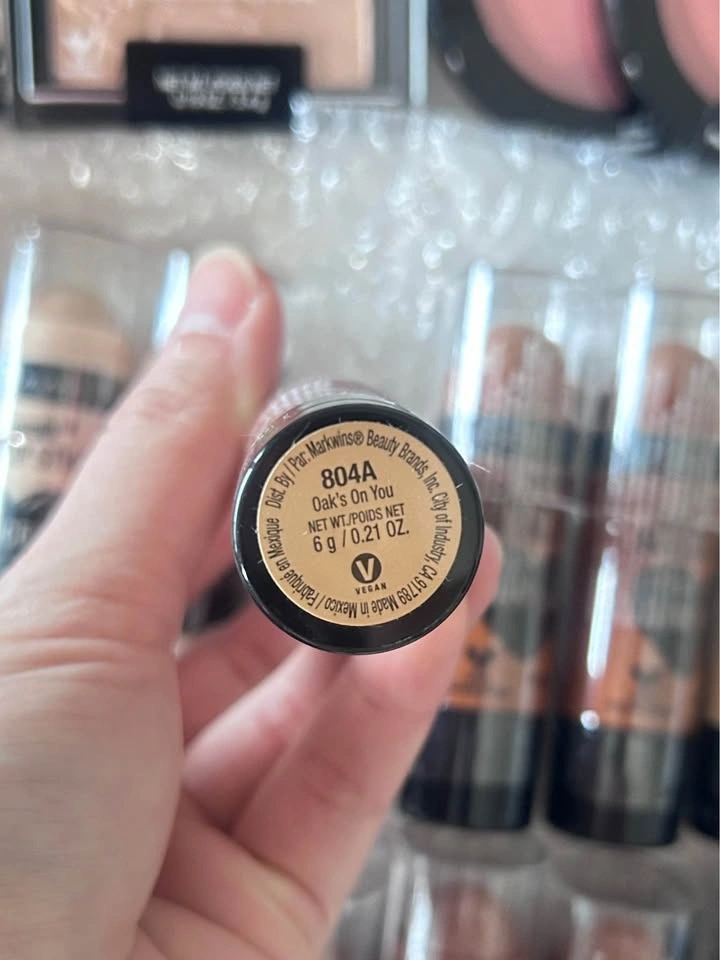 Dist. By / Par: Markwins® Beauty Brands, Inc. City of Industry, CA 91789 Made in Mexico / Fabriqué en Mexique
804A
Oak's On You
NET WT./POIDS NET
6 g / 0.21 OZ.
V
VEGAN